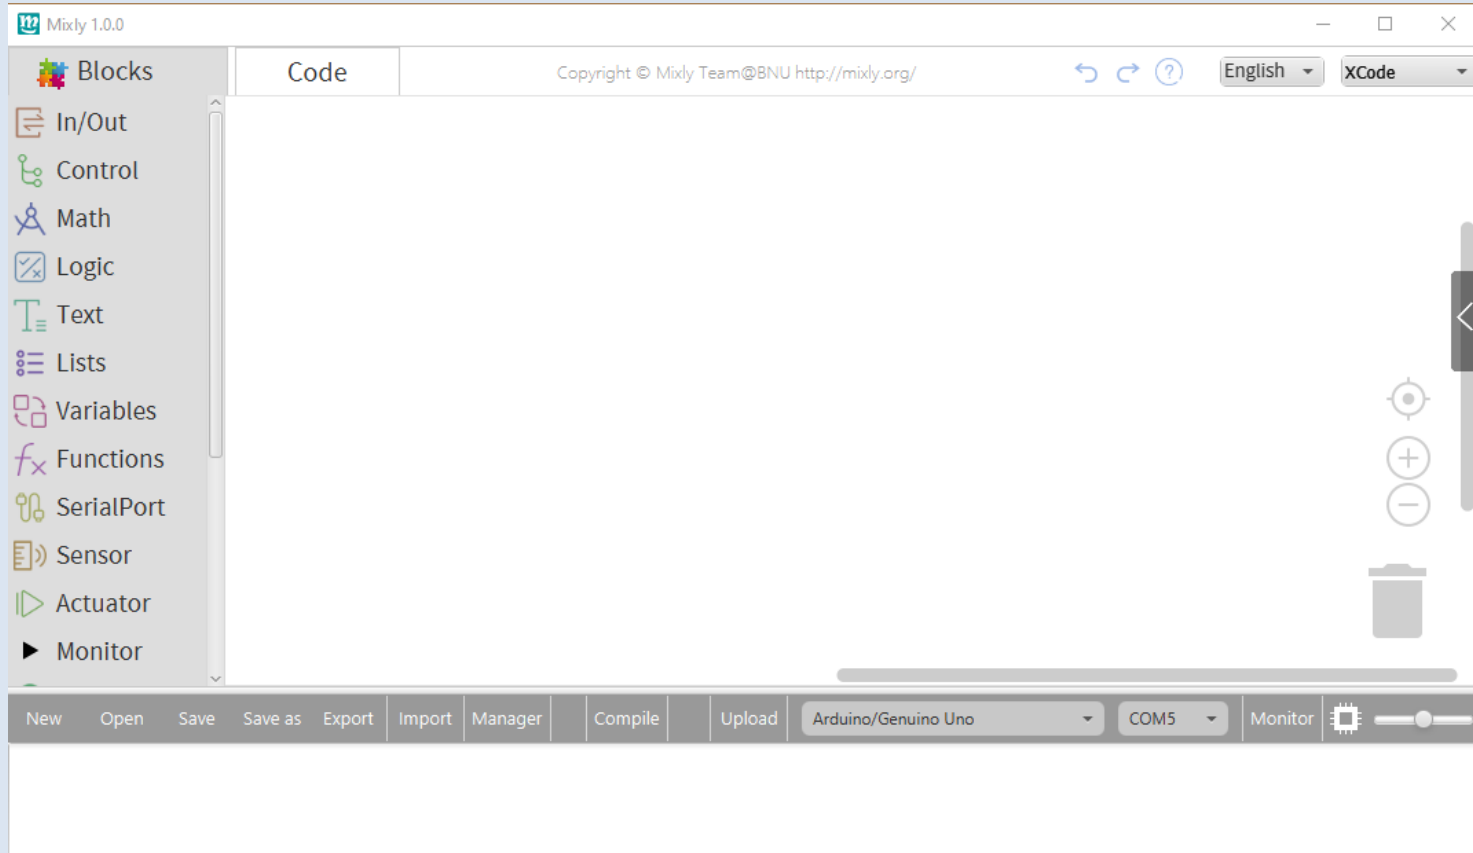 Mixly 1.0.0
Blocks
Code
Copyright © Mixly Team@BNU http://mixly.org/
English
XCode
In/Out
Control
Math
Logic
Text
Lists
Variables
Functions
SerialPort
Sensor
Actuator
Monitor
New Open Save Save as Export Import Manager Compile Upload Arduino/Genuino Uno COM5 Monitor